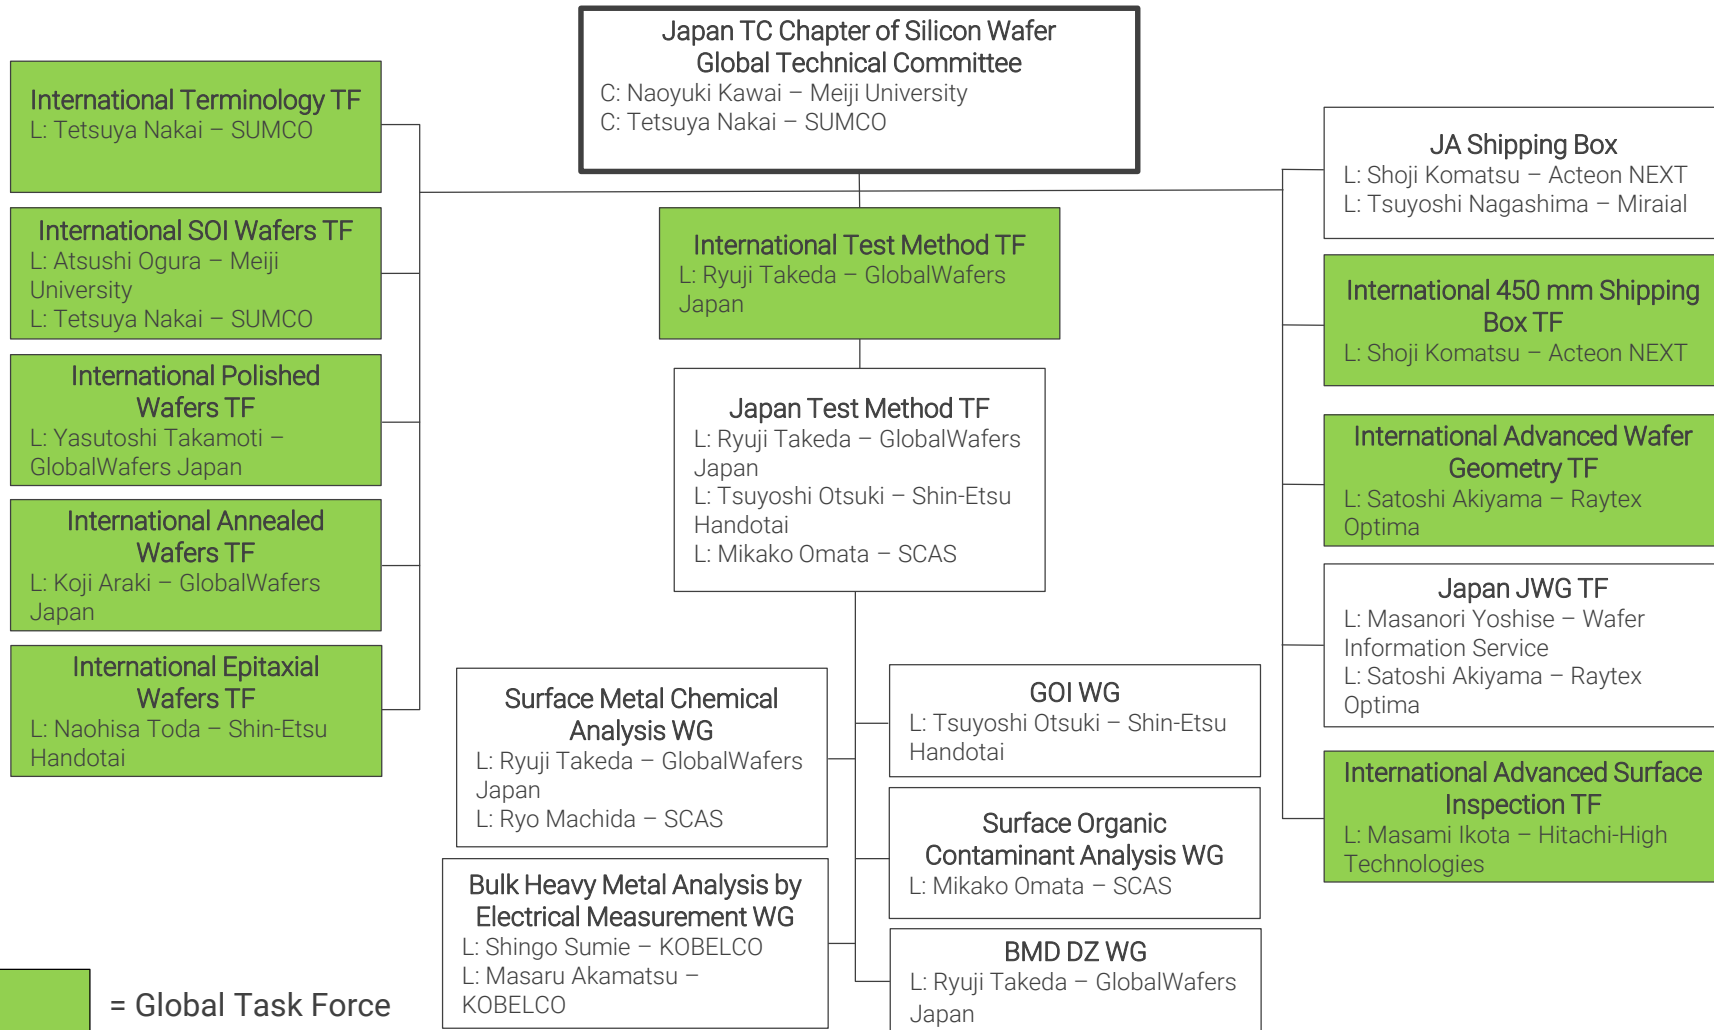 Japan TC Chapter of Silicon Wafer
Global Technical Committee
C: Naoyuki Kawai – Meiji University
C: Tetsuya Nakai – SUMCO
International Terminology TF
L: Tetsuya Nakai – SUMCO
International SOI Wafers TF
L: Atsushi Ogura – Meiji
University
L: Tetsuya Nakai – SUMCO
International Polished
Wafers TF
L: Yasutoshi Takamoti –
GlobalWafers Japan
International Annealed
Wafers TF
L: Koji Araki – GlobalWafers
Japan
International Epitaxial
Wafers TF
L: Naohisa Toda – Shin-Etsu
Handotai
International Test Method TF
L: Ryuji Takeda – GlobalWafers
Japan
Japan Test Method TF
L: Ryuji Takeda – GlobalWafers
Japan
L: Tsuyoshi Otsuki – Shin-Etsu
Handotai
L: Mikako Omata – SCAS
Surface Metal Chemical
Analysis WG
L: Ryuji Takeda – GlobalWafers
Japan
L: Ryo Machida – SCAS
Bulk Heavy Metal Analysis by
Electrical Measurement WG
L: Shingo Sumie – KOBELCO
L: Masaru Akamatsu –
KOBELCO
GOI WG
L: Tsuyoshi Otsuki – Shin-Etsu
Handotai
Surface Organic
Contaminant Analysis WG
L: Mikako Omata – SCAS
BMD DZ WG
L: Ryuji Takeda – GlobalWafers
Japan
JA Shipping Box
L: Shoji Komatsu – Acteon NEXT
L: Tsuyoshi Nagashima – Miraial
International 450 mm Shipping
Box TF
L: Shoji Komatsu – Acteon NEXT
International Advanced Wafer
Geometry TF
L: Satoshi Akiyama – Raytex
Optima
Japan JWG TF
L: Masanori Yoshise – Wafer
Information Service
L: Satoshi Akiyama – Raytex
Optima
International Advanced Surface
Inspection TF
L: Masami Ikota – Hitachi-High
Technologies
= Global Task Force